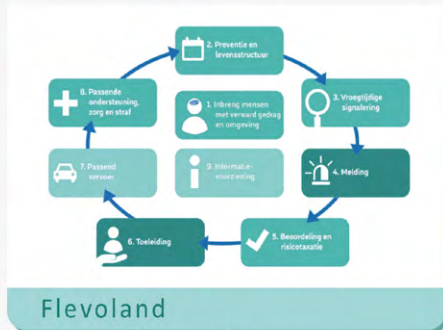 2. Preventie en
levensstructuur
8. Passende
ondersteuning,
zorg en straf
1. Inbreng mensen
met verward gedrag
en omgeving
3. Vroegtijdige
signalering
7. Passend
vervoer
9. Informatie-
voorziening
4. Melding
6. Toeleiding
5. Beoordeling en
risicotaxatie
Flevoland